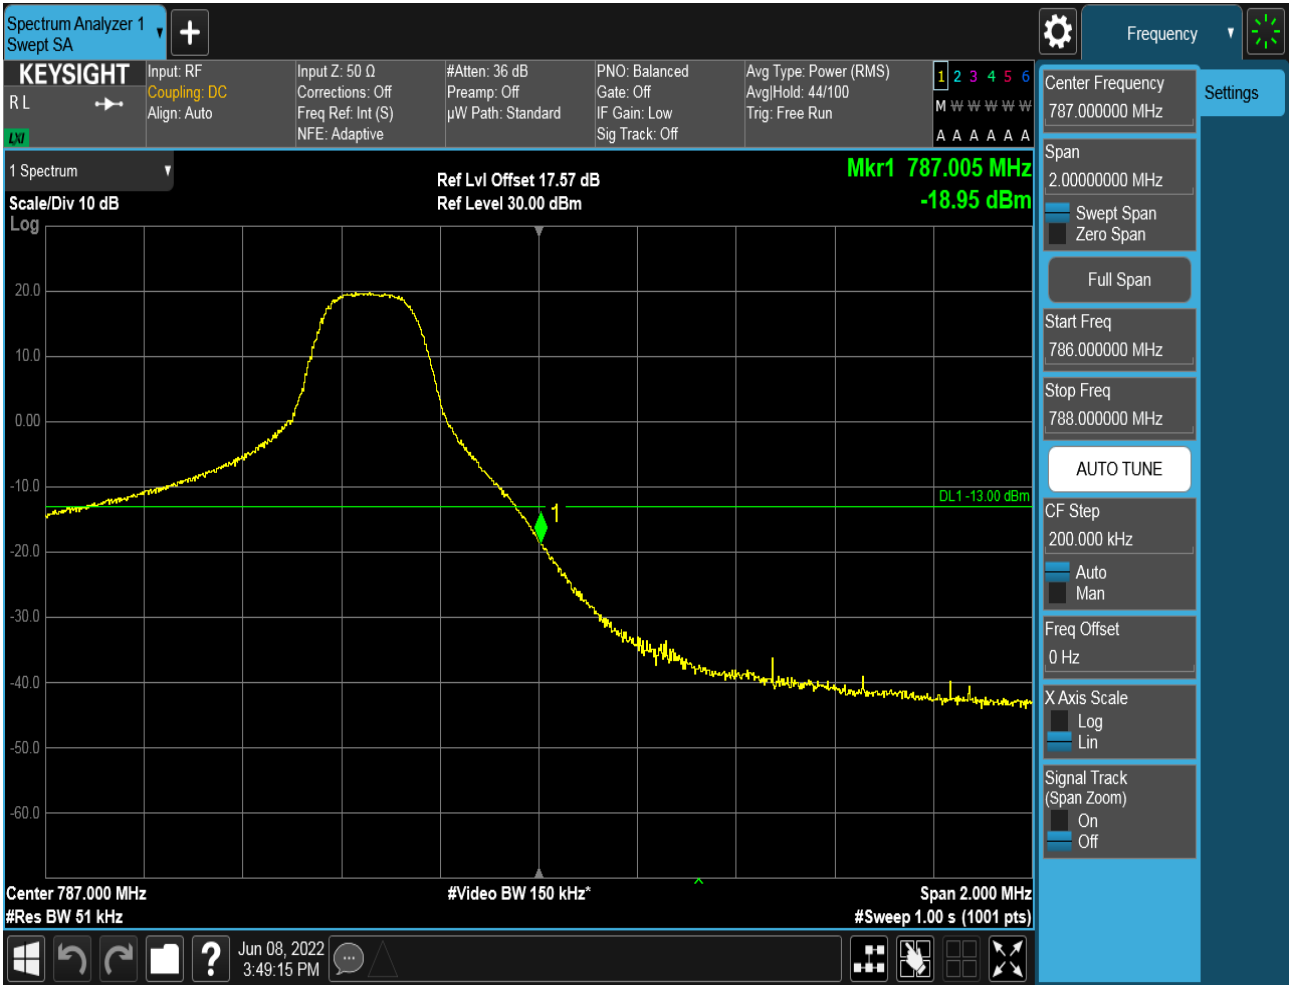 Spectrum Analyzer 1
Swept SA
Frequency
KEYSIGHT
R L
LXI
Input: RF
Coupling: DC
Align: Auto
Input Z: 50 Ω
Corrections: Off
Freq Ref: Int (S)
NFE: Adaptive
#Atten: 36 dB
Preamp: Off
µW Path: Standard
PNO: Balanced
Gate: Off
IF Gain: Low
Sig Track: Off
Avg Type: Power (RMS)
Avg|Hold: 44/100
Trig: Free Run
1 2 3 4 5 6
M W W W W W
A A A A A A
1 Spectrum
Scale/Div 10 dB
Log
Ref Lvl Offset 17.57 dB
Ref Level 30.00 dBm
Mkr1 787.005 MHz
-18.95 dBm
20.0
10.0
0.00
-10.0
-20.0
-30.0
-40.0
-50.0
-60.0
DL1 -13.00 dBm
1
Center 787.000 MHz
#Res BW 51 kHz
#Video BW 150 kHz*
Span 2.000 MHz
#Sweep 1.00 s (1001 pts)
Center Frequency
787.000000 MHz
Settings
Span
2.00000000 MHz
Swept Span
Zero Span
Full Span
Start Freq
786.000000 MHz
Stop Freq
788.000000 MHz
AUTO TUNE
CF Step
200.000 kHz
Auto
Man
Freq Offset
0 Hz
X Axis Scale
Log
Lin
Signal Track
(Span Zoom)
On
Off
?
Jun 08, 2022
3:49:15 PM